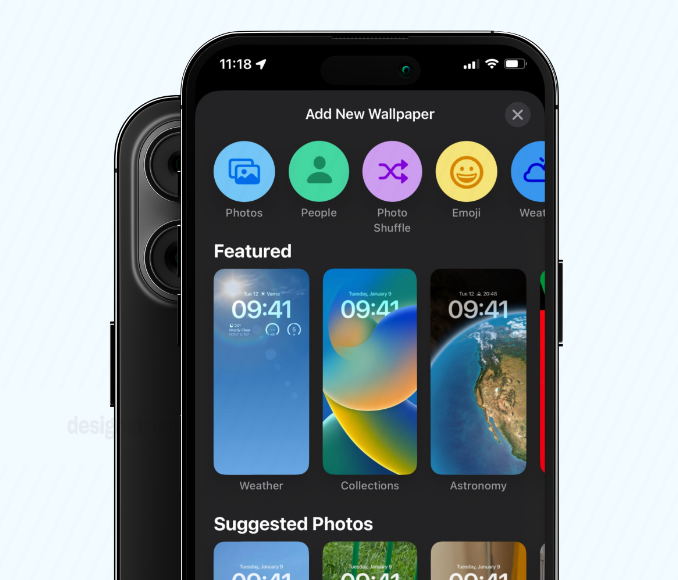 11:18
Add New Wallpaper
Photos
People
Photo
Shuffle
Emoji
Weat
Featured
Tue 12
09:41
Tuesday, January 9
09:41
Tue 12 20:48
09:41
Weather
Collections
Astronomy
Suggested Photos
Tuesday, January 9
09:41
Tuesday, January 9
09:41
Tuesday, January 9
09:41
desig